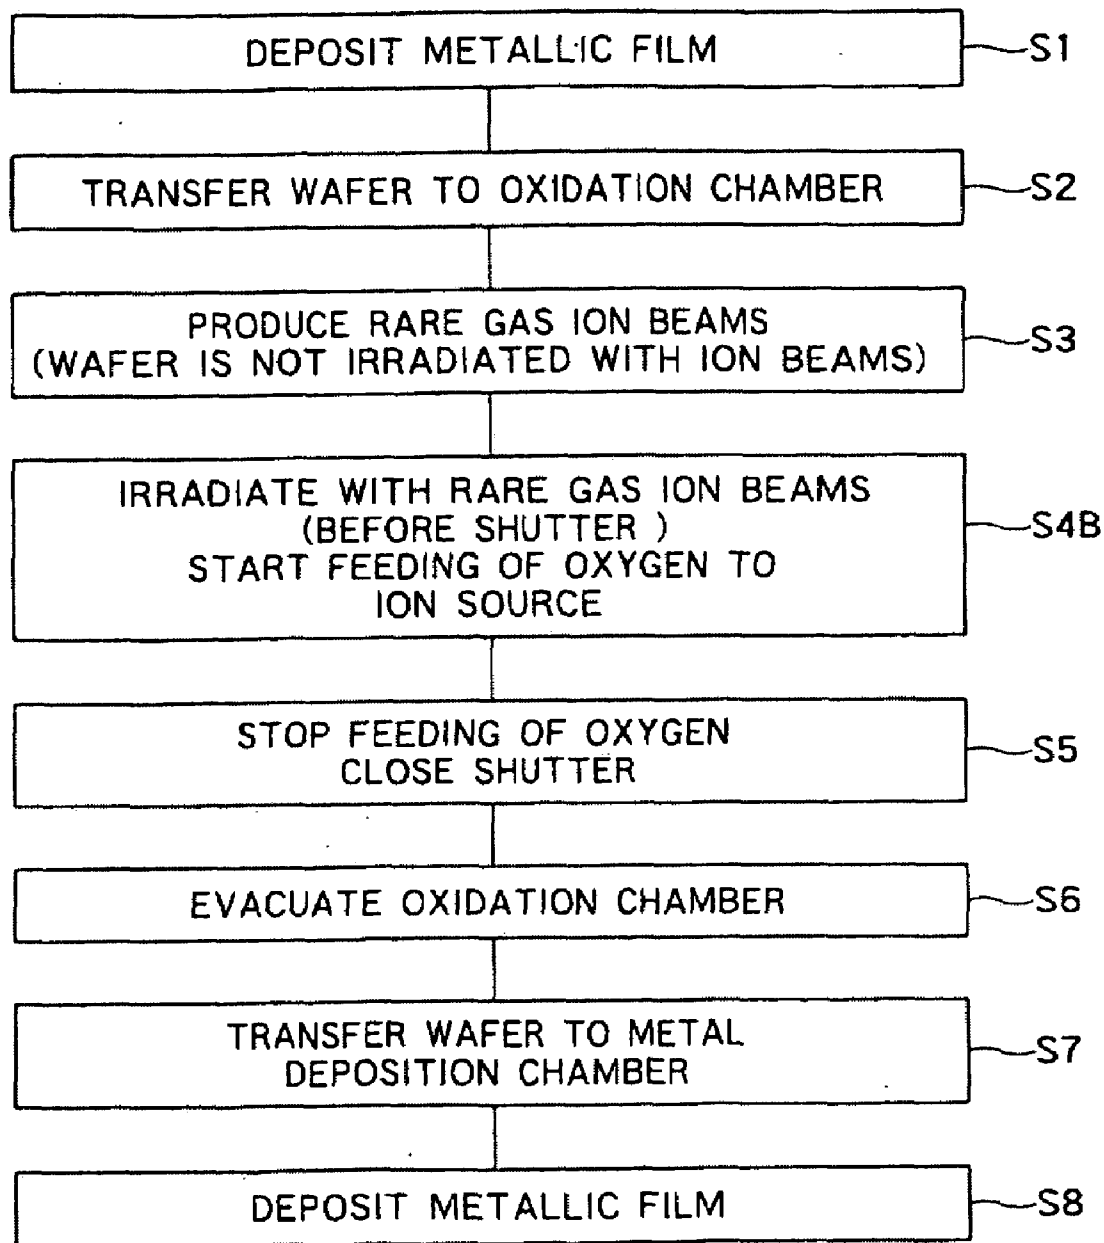 DEPOSIT METALLIC FILM
S1
TRANSFER WAFER TO OXIDATION CHAMBER
S2
PRODUCE RARE GAS ION BEAMS
(WAFER IS NOT IRRADIATED WITH ION BEAMS)
S3
IRRADIATE WITH RARE GAS ION BEAMS
(BEFORE SHUTTER )
START FEEDING OF OXYGEN TO
ION SOURCE
S4B
STOP FEEDING OF OXYGEN
CLOSE SHUTTER
S5
EVACUATE OXIDATION CHAMBER
S6
TRANSFER WAFER TO METAL
DEPOSITION CHAMBER
S7
DEPOSIT METALLIC FILM
S8